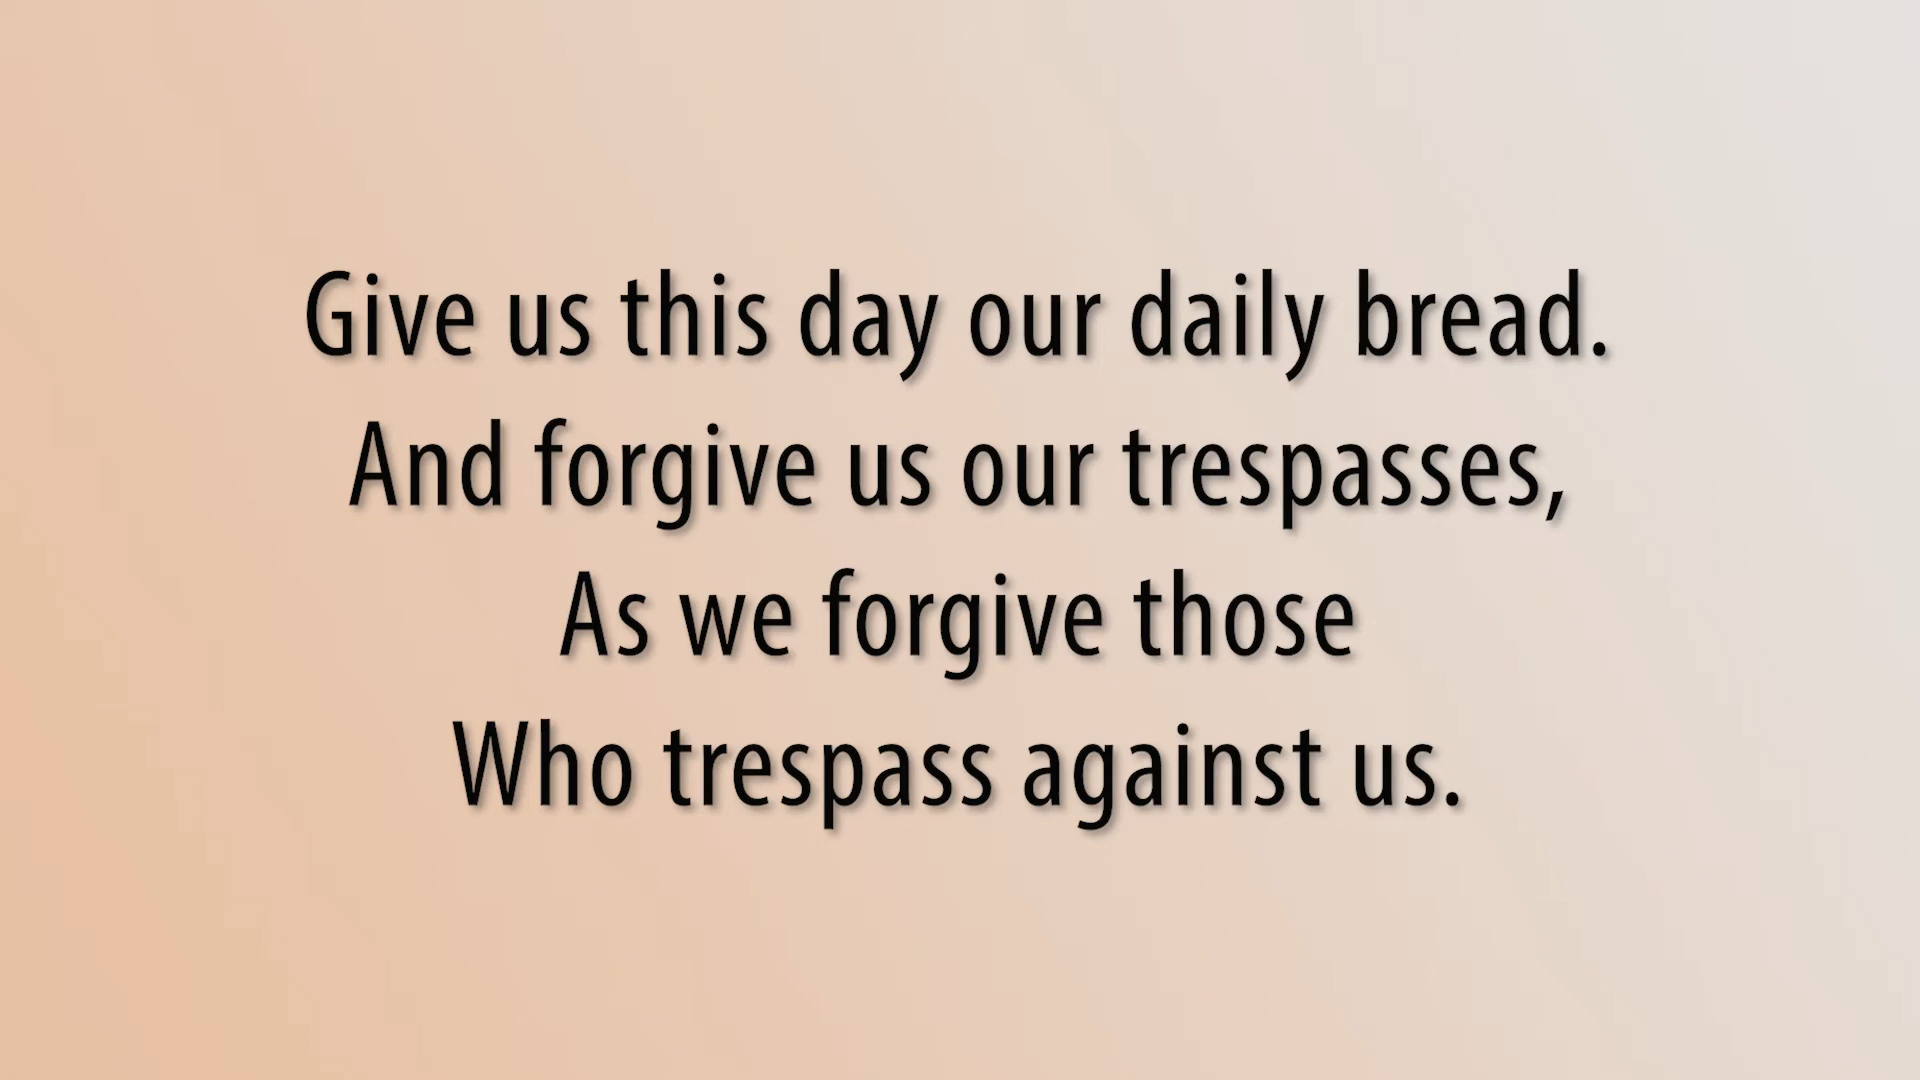 Give us this day our daily bread.
And forgive us our trespasses,
As we forgive those
Who trespass against us.